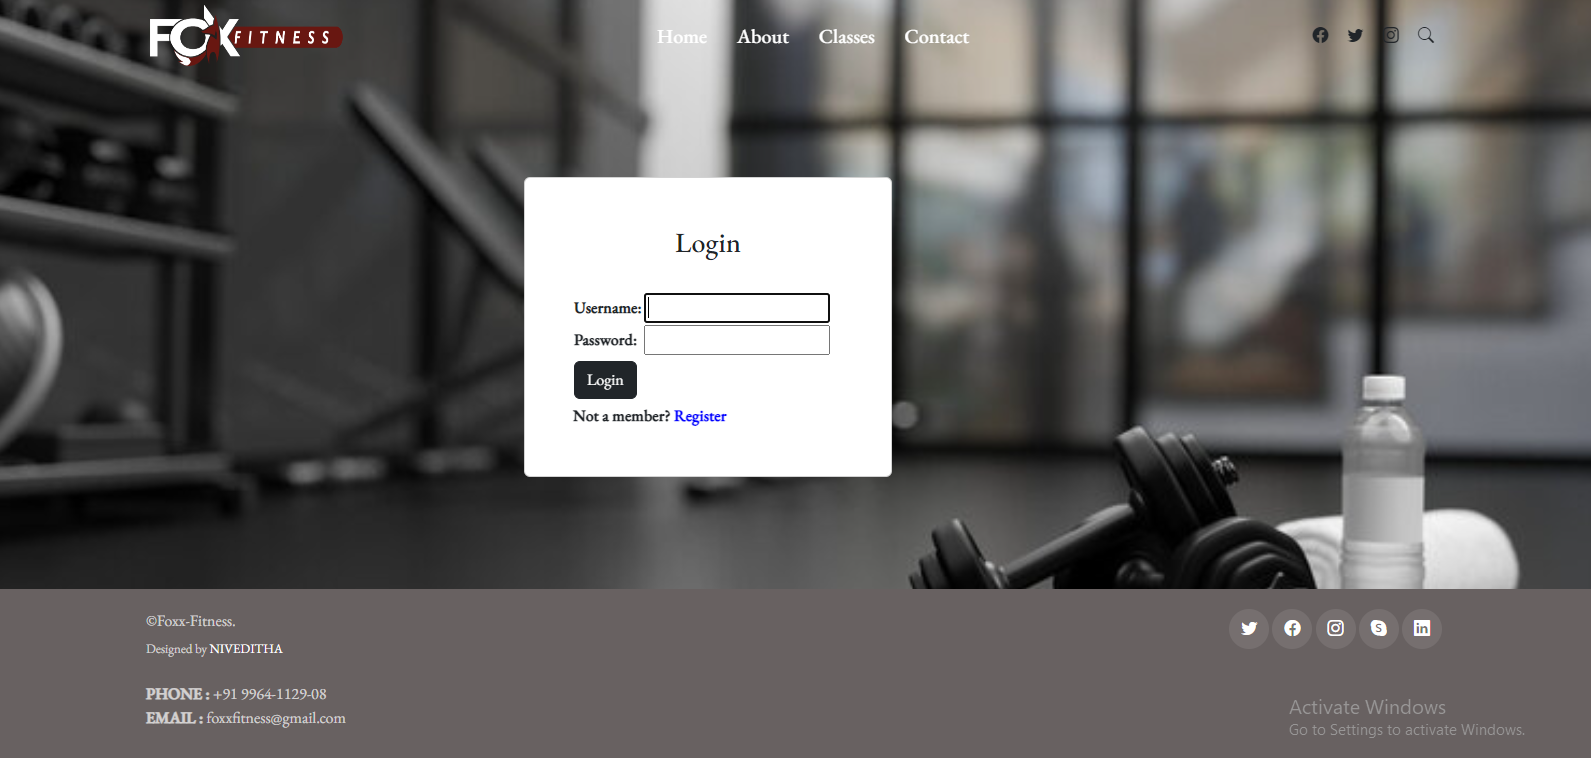 FOX FITNESS
Home About Classes Contact
Login
Username:
Password:
Login
Not a member? Register
©Foxx-Fitness.
Designed by NIVEDITHA
PHONE : +91 9964-1129-08
EMAIL : foxxfitness@gmail.com
Activate Windows
Go to Settings to activate Windows.